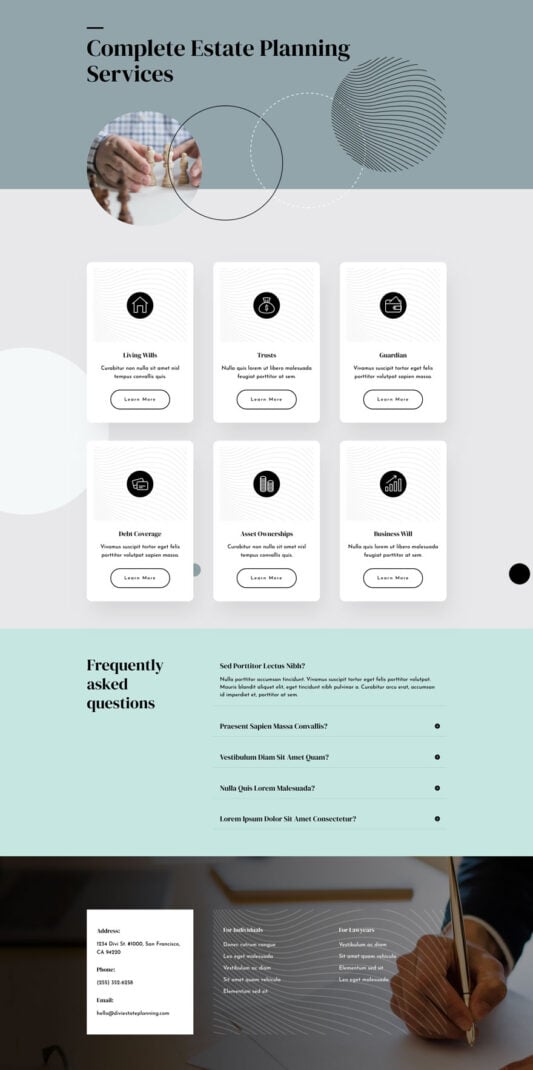 Complete Estate Planning
Services
Living Wills
Curabitur non nulla sit amet nisl
tempus convallis quis.
Learn More
Trusts
Nulla quis lorem ut libero malesuada
feugiat porttitor at sem.
Learn More
Guardian
Vivamus suscipit tortor eget felis
porttitor volutpat sapien massa.
Learn More
Debt Coverage
Vivamus suscipit tortor eget felis
porttitor volutpat sapien massa.
Learn More
Asset Ownerships
Curabitur non nulla sit amet nisl
tempus convallis quis.
Learn More
Business Will
Nulla quis lorem ut libero malesuada
feugiat porttitor at sem.
Learn More
Frequently
asked
questions
Sed Porttitor Lectus Nibh?
Nulla porttitor accumsan tincidunt. Vivamus suscipit tortor eget felis porttitor volutpat.
Mauris blandit aliquet elit, eget tincidunt nibh pulvinar a. Curabitur arcu erat, accumsan
id imperdiet et, porttitor at sem.
Praesent Sapien Massa Convallis?
Vestibulum Diam Sit Amet Quam?
Nulla Quis Lorem Malesuada?
Lorem Ipsum Dolor Sit Amet Consectetur?
Address:
1234 Divi St. #1000, San Francisco,
CA 94220
Phone:
(255) 352-6258
Email:
hello@diviestateplanning.com
For Individuals
Donec rutrum congue
Leo eget malesuada
Vestibulum ac diam
Sit amet quam vehicula
Elementum sed sit
For Lawyears
Vestibulum ac diam
Sit amet quam vehicula
Elementum sed sit
Leo eget malesuada